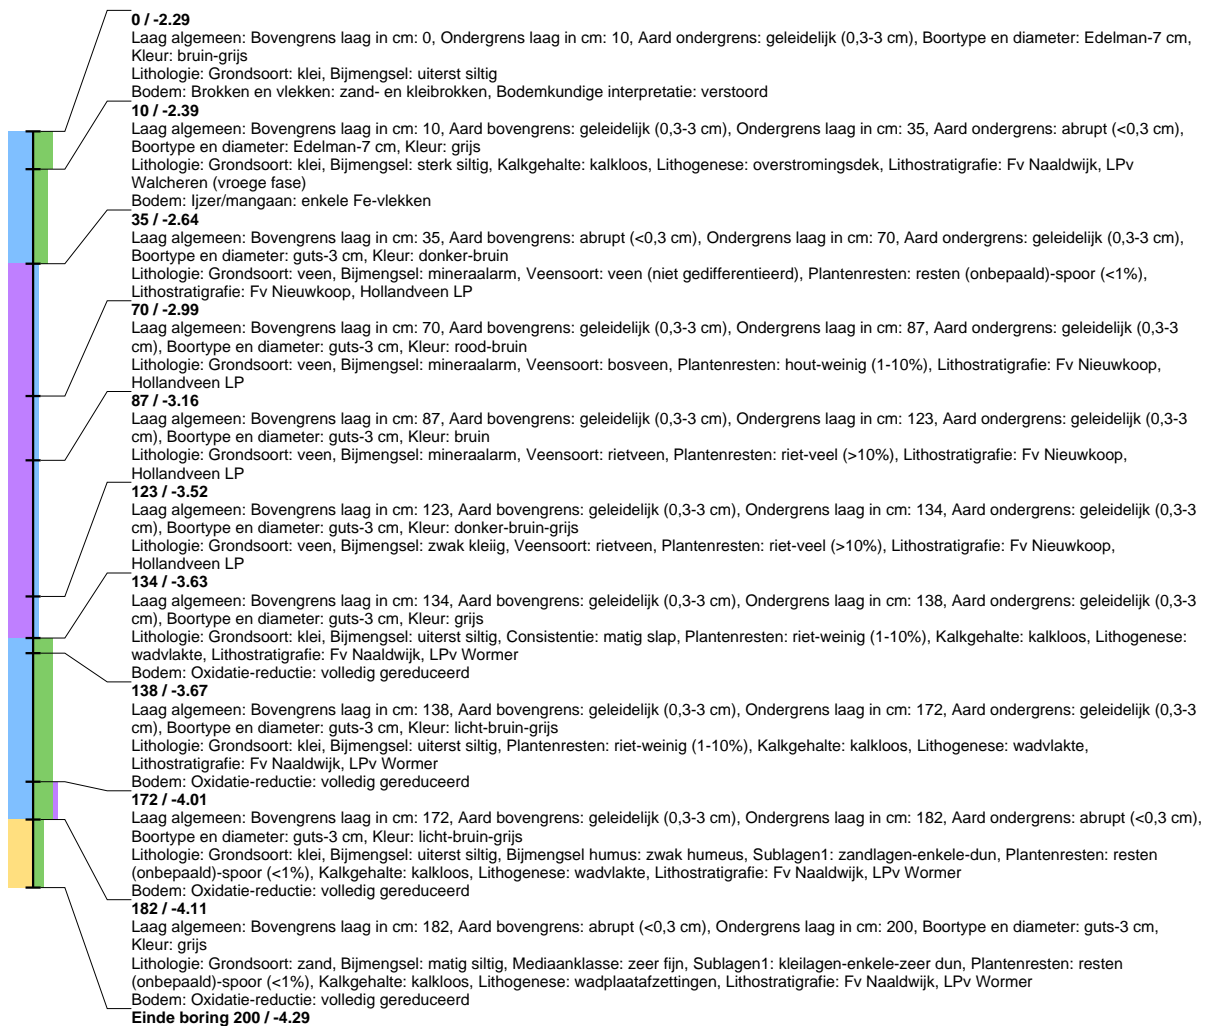 0 / -2.29
Laag algemeen: Bovengrens laag in cm: 0, Ondergrens laag in cm: 10, Aard ondergrens: geleidelijk (0,3-3 cm), Boortype en diameter: Edelman-7 cm,
Kleur: bruin-grijs
Lithologie: Grondsoort: klei, Bijmengsel: uiterst siltig
Bodem: Brokken en vlekken: zand- en kleibrokken, Bodemkundige interpretatie: verstoord
10 / -2.39
Laag algemeen: Bovengrens laag in cm: 10, Aard bovengrens: geleidelijk (0,3-3 cm), Ondergrens laag in cm: 35, Aard ondergrens: abrupt (<0,3 cm),
Boortype en diameter: Edelman-7 cm, Kleur: grijs
Lithologie: Grondsoort: klei, Bijmengsel: sterk siltig, Kalkgehalte: kalkloos, Lithogenese: overstromingsdek, Lithostratigrafie: Fv Naaldwijk, LPv
Walcheren (vroege fase)
Bodem: Ijzer/mangaan: enkele Fe-vlekken
35 / -2.64
Laag algemeen: Bovengrens laag in cm: 35, Aard bovengrens: abrupt (<0,3 cm), Ondergrens laag in cm: 70, Aard ondergrens: geleidelijk (0,3-3 cm),
Boortype en diameter: guts-3 cm, Kleur: donker-bruin
Lithologie: Grondsoort: veen, Bijmengsel: mineraalarm, Veensoort: veen (niet gedifferentieerd), Plantenresten: resten (onbepaald)-spoor (<1%),
Lithostratigrafie: Fv Nieuwkoop, Hollandveen LP
70 / -2.99
Laag algemeen: Bovengrens laag in cm: 70, Aard bovengrens: geleidelijk (0,3-3 cm), Ondergrens laag in cm: 87, Aard ondergrens: geleidelijk (0,3-3
cm), Boortype en diameter: guts-3 cm, Kleur: rood-bruin
Lithologie: Grondsoort: veen, Bijmengsel: mineraalarm, Veensoort: bosveen, Plantenresten: hout-weinig (1-10%), Lithostratigrafie: Fv Nieuwkoop,
Hollandveen LP
87 / -3.16
Laag algemeen: Bovengrens laag in cm: 87, Aard bovengrens: geleidelijk (0,3-3 cm), Ondergrens laag in cm: 123, Aard ondergrens: geleidelijk (0,3-3
cm), Boortype en diameter: guts-3 cm, Kleur: bruin
Lithologie: Grondsoort: veen, Bijmengsel: mineraalarm, Veensoort: rietveen, Plantenresten: riet-veel (>10%), Lithostratigrafie: Fv Nieuwkoop,
Hollandveen LP
123 / -3.52
Laag algemeen: Bovengrens laag in cm: 123, Aard bovengrens: geleidelijk (0,3-3 cm), Ondergrens laag in cm: 134, Aard ondergrens: geleidelijk (0,3-3
cm), Boortype en diameter: guts-3 cm, Kleur: donker-bruin-grijs
Lithologie: Grondsoort: veen, Bijmengsel: zwak kleiig, Veensoort: rietveen, Plantenresten: riet-veel (>10%), Lithostratigrafie: Fv Nieuwkoop,
Hollandveen LP
134 / -3.63
Laag algemeen: Bovengrens laag in cm: 134, Aard bovengrens: geleidelijk (0,3-3 cm), Ondergrens laag in cm: 138, Aard ondergrens: geleidelijk (0,3-3
cm), Boortype en diameter: guts-3 cm, Kleur: grijs
Lithologie: Grondsoort: klei, Bijmengsel: uiterst siltig, Consistentie: matig slap, Plantenresten: riet-weinig (1-10%), Kalkgehalte: kalkloos, Lithogenese:
wadvlakte, Lithostratigrafie: Fv Naaldwijk, LPv Wormer
Bodem: Oxidatie-reductie: volledig gereduceerd
138 / -3.67
Laag algemeen: Bovengrens laag in cm: 138, Aard bovengrens: geleidelijk (0,3-3 cm), Ondergrens laag in cm: 172, Aard ondergrens: geleidelijk (0,3-3
cm), Boortype en diameter: guts-3 cm, Kleur: licht-bruin-grijs
Lithologie: Grondsoort: klei, Bijmengsel: uiterst siltig, Plantenresten: riet-weinig (1-10%), Kalkgehalte: kalkloos, Lithogenese: wadvlakte,
Lithostratigrafie: Fv Naaldwijk, LPv Wormer
Bodem: Oxidatie-reductie: volledig gereduceerd
172 / -4.01
Laag algemeen: Bovengrens laag in cm: 172, Aard bovengrens: geleidelijk (0,3-3 cm), Ondergrens laag in cm: 182, Aard ondergrens: abrupt (<0,3 cm),
Boortype en diameter: guts-3 cm, Kleur: licht-bruin-grijs
Lithologie: Grondsoort: klei, Bijmengsel: uiterst siltig, Bijmengsel humus: zwak humeus, Sublagen1: zandlagen-enkele-dun, Plantenresten: resten
(onbepaald)-spoor (<1%), Kalkgehalte: kalkloos, Lithogenese: wadvlakte, Lithostratigrafie: Fv Naaldwijk, LPv Wormer
Bodem: Oxidatie-reductie: volledig gereduceerd
182 / -4.11
Laag algemeen: Bovengrens laag in cm: 182, Aard bovengrens: abrupt (<0,3 cm), Ondergrens laag in cm: 200, Boortype en diameter: guts-3 cm,
Kleur: grijs
Lithologie: Grondsoort: zand, Bijmengsel: matig siltig, Mediaanklasse: zeer fijn, Sublagen1: kleilagen-enkele-zeer dun, Plantenresten: resten
(onbepaald)-spoor (<1%), Kalkgehalte: kalkloos, Lithogenese: wadplaatafzettingen, Lithostratigrafie: Fv Naaldwijk, LPv Wormer
Bodem: Oxidatie-reductie: volledig gereduceerd
Einde boring 200 / -4.29